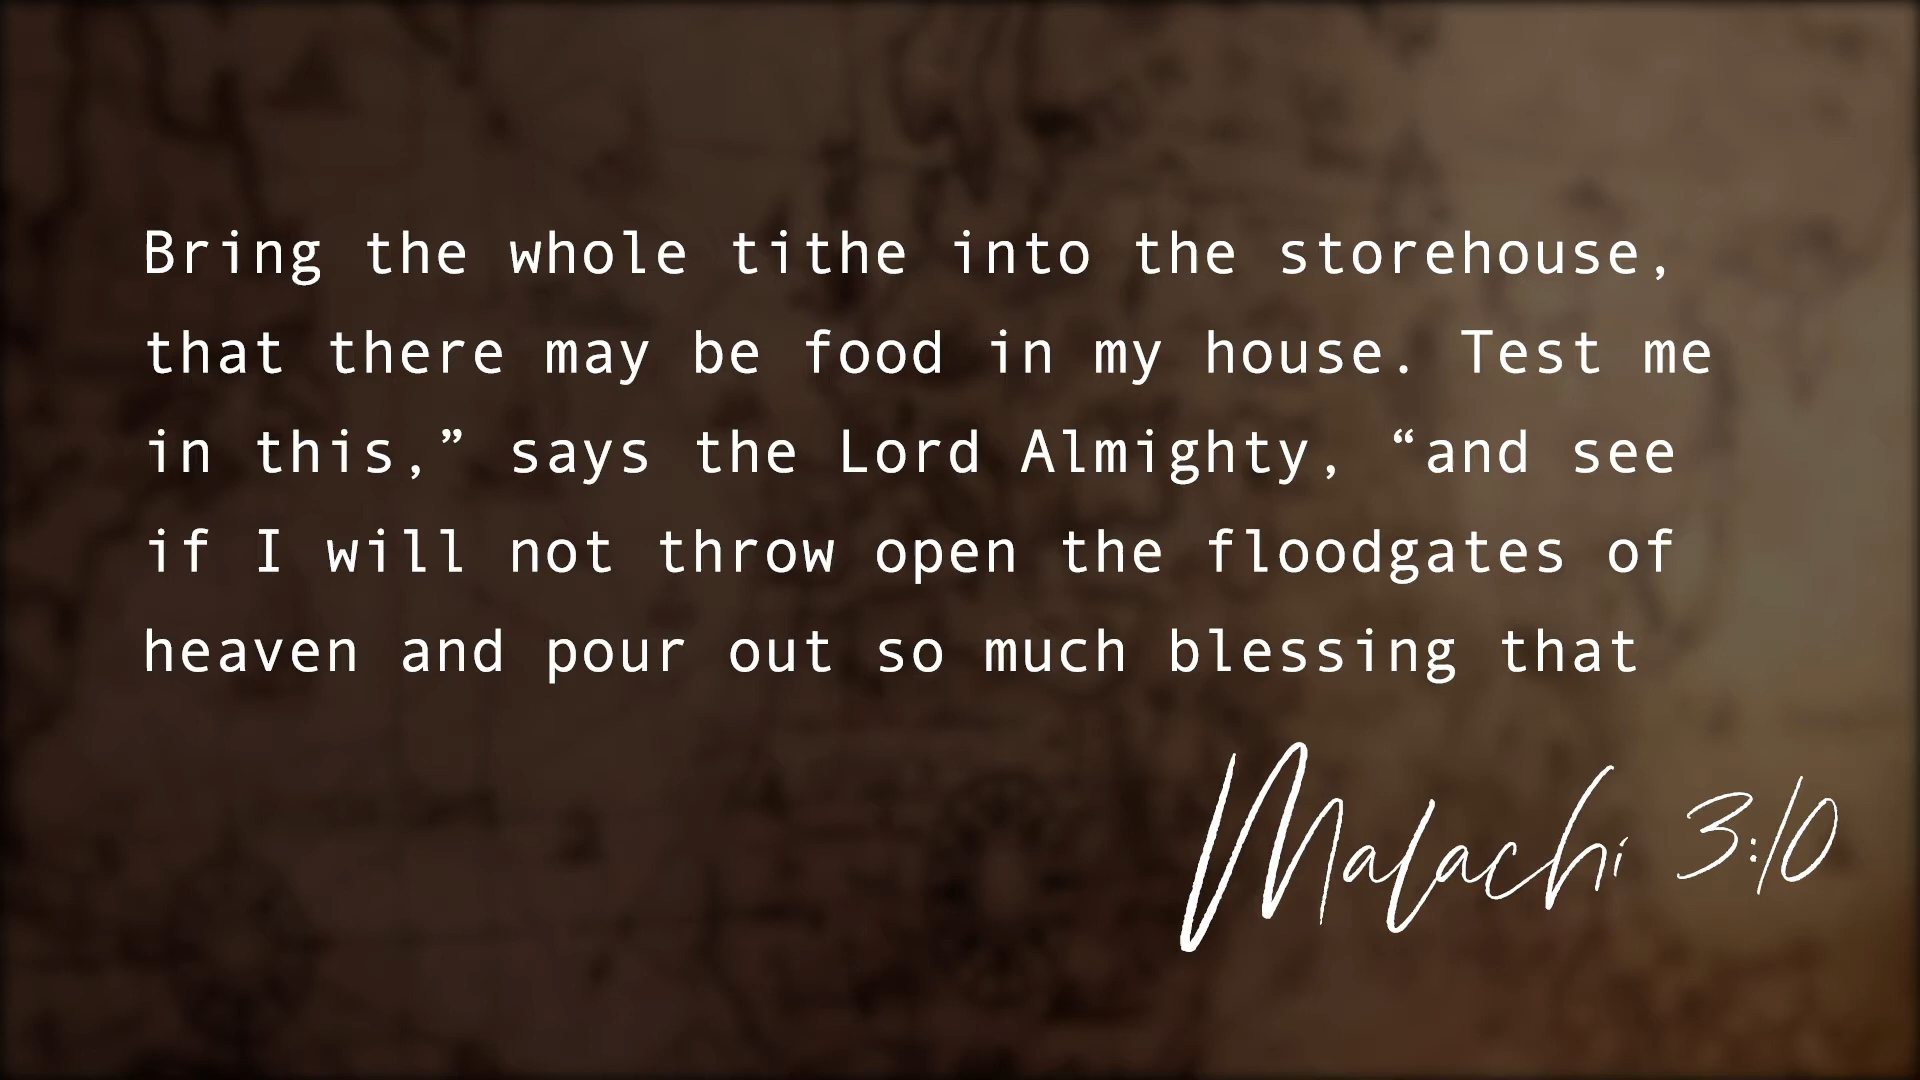 Bring the whole tithe into the storehouse,
that there may be food in my house. Test me
in this,” says the Lord Almighty, “and see
if I will not throw open the floodgates of
heaven and pour out so much blessing that
Malachi 3:10